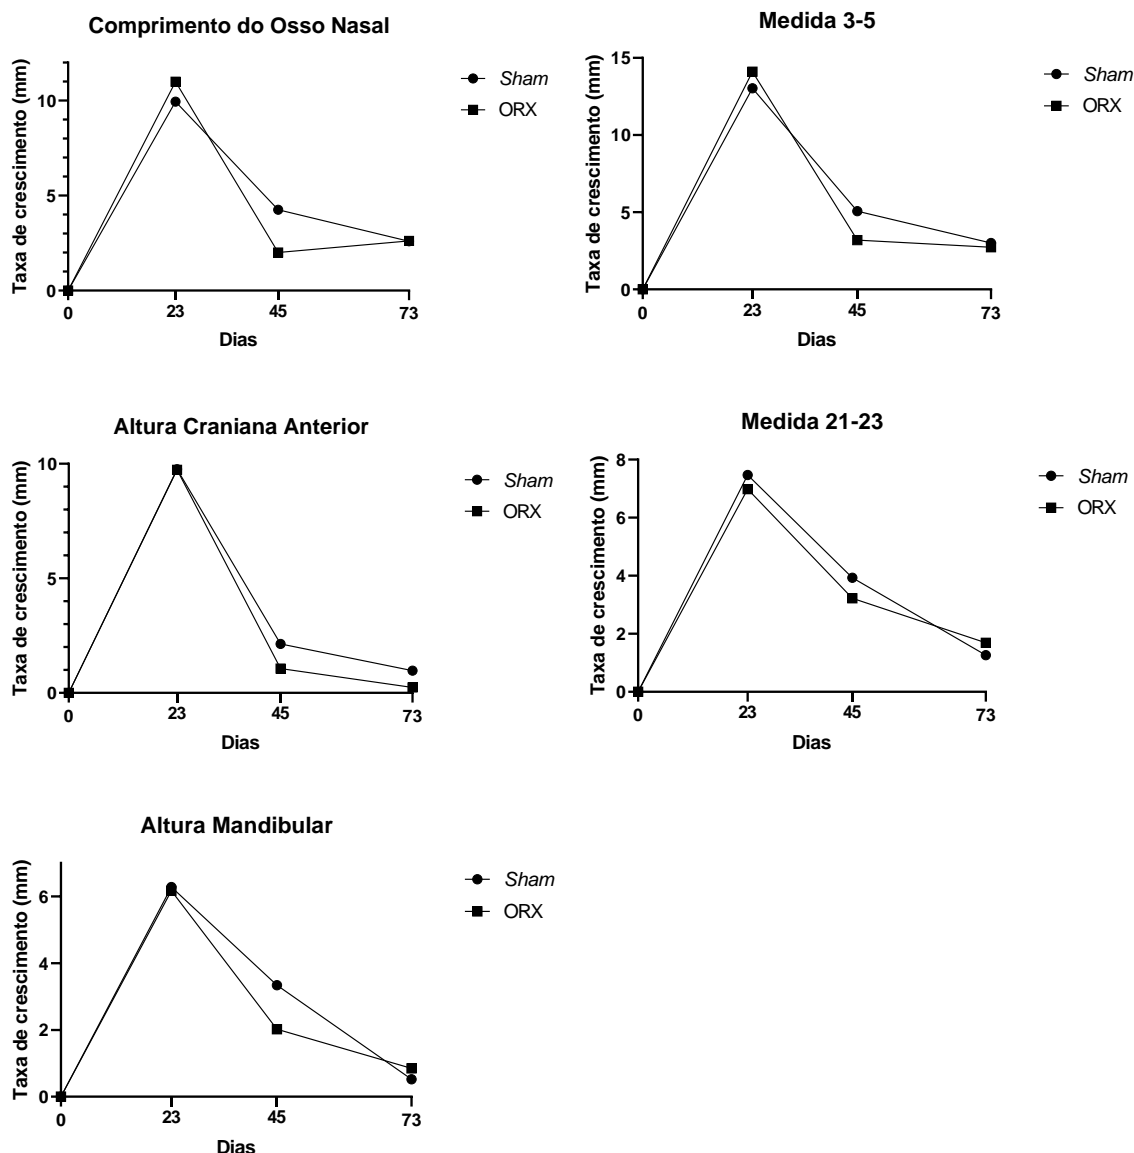 Comprimento do Osso Nasal
Taxa de crescimento (mm)
10
5
0
0 23 45 73
Dias
Sham
ORX
Medida 3-5
Taxa de crescimento (mm)
15
10
5
0
0 23 45 73
Dias
Sham
ORX
Altura Craniana Anterior
Taxa de crescimento (mm)
10
5
0
0 23 45 73
Dias
Sham
ORX
Medida 21-23
Taxa de crescimento (mm)
8
6
4
2
0
0 23 45 73
Dias
Sham
ORX
Altura Mandibular
Taxa de crescimento (mm)
6
4
2
0
0 23 45 73
Dias
Sham
ORX